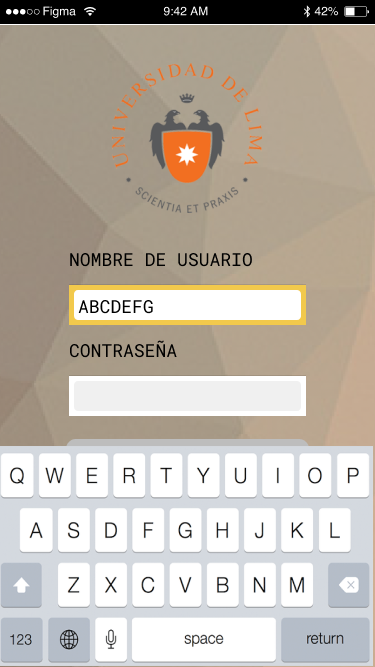 Figma 9:42 AM 42%
UNIVERSIDAD DE LIMA
SCIENTIA ET PRAXIS
NOMBRE DE USUARIO
ABCDEFG
CONTRASEÑA
Q W E R T Y U I O P
A S D F G H J K L
Z X C V B N M
123 space return